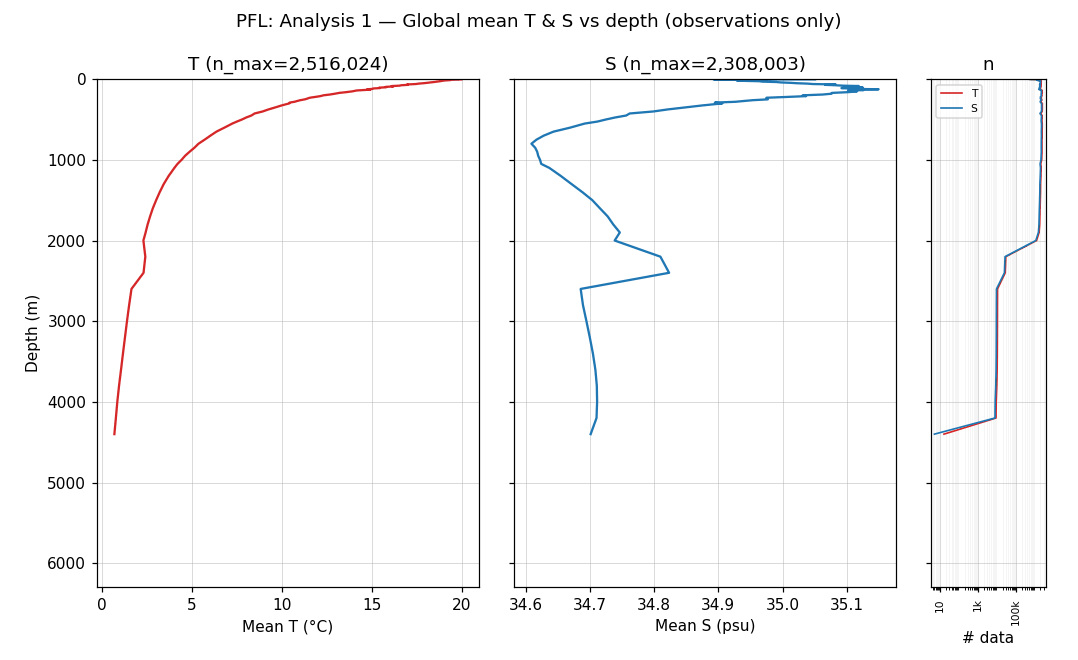 PFL: Analysis 1 — Global mean T & S vs depth (observations only)
T (n_max=2,516,024)
S (n_max=2,308,003)
n
0
1000
2000
3000
4000
5000
6000
Depth (m)
0 5 10 15 20
Mean T (°C)
34.6 34.7 34.8 34.9 35.0 35.1
Mean S (psu)
T
S
10 1k 100k
# data